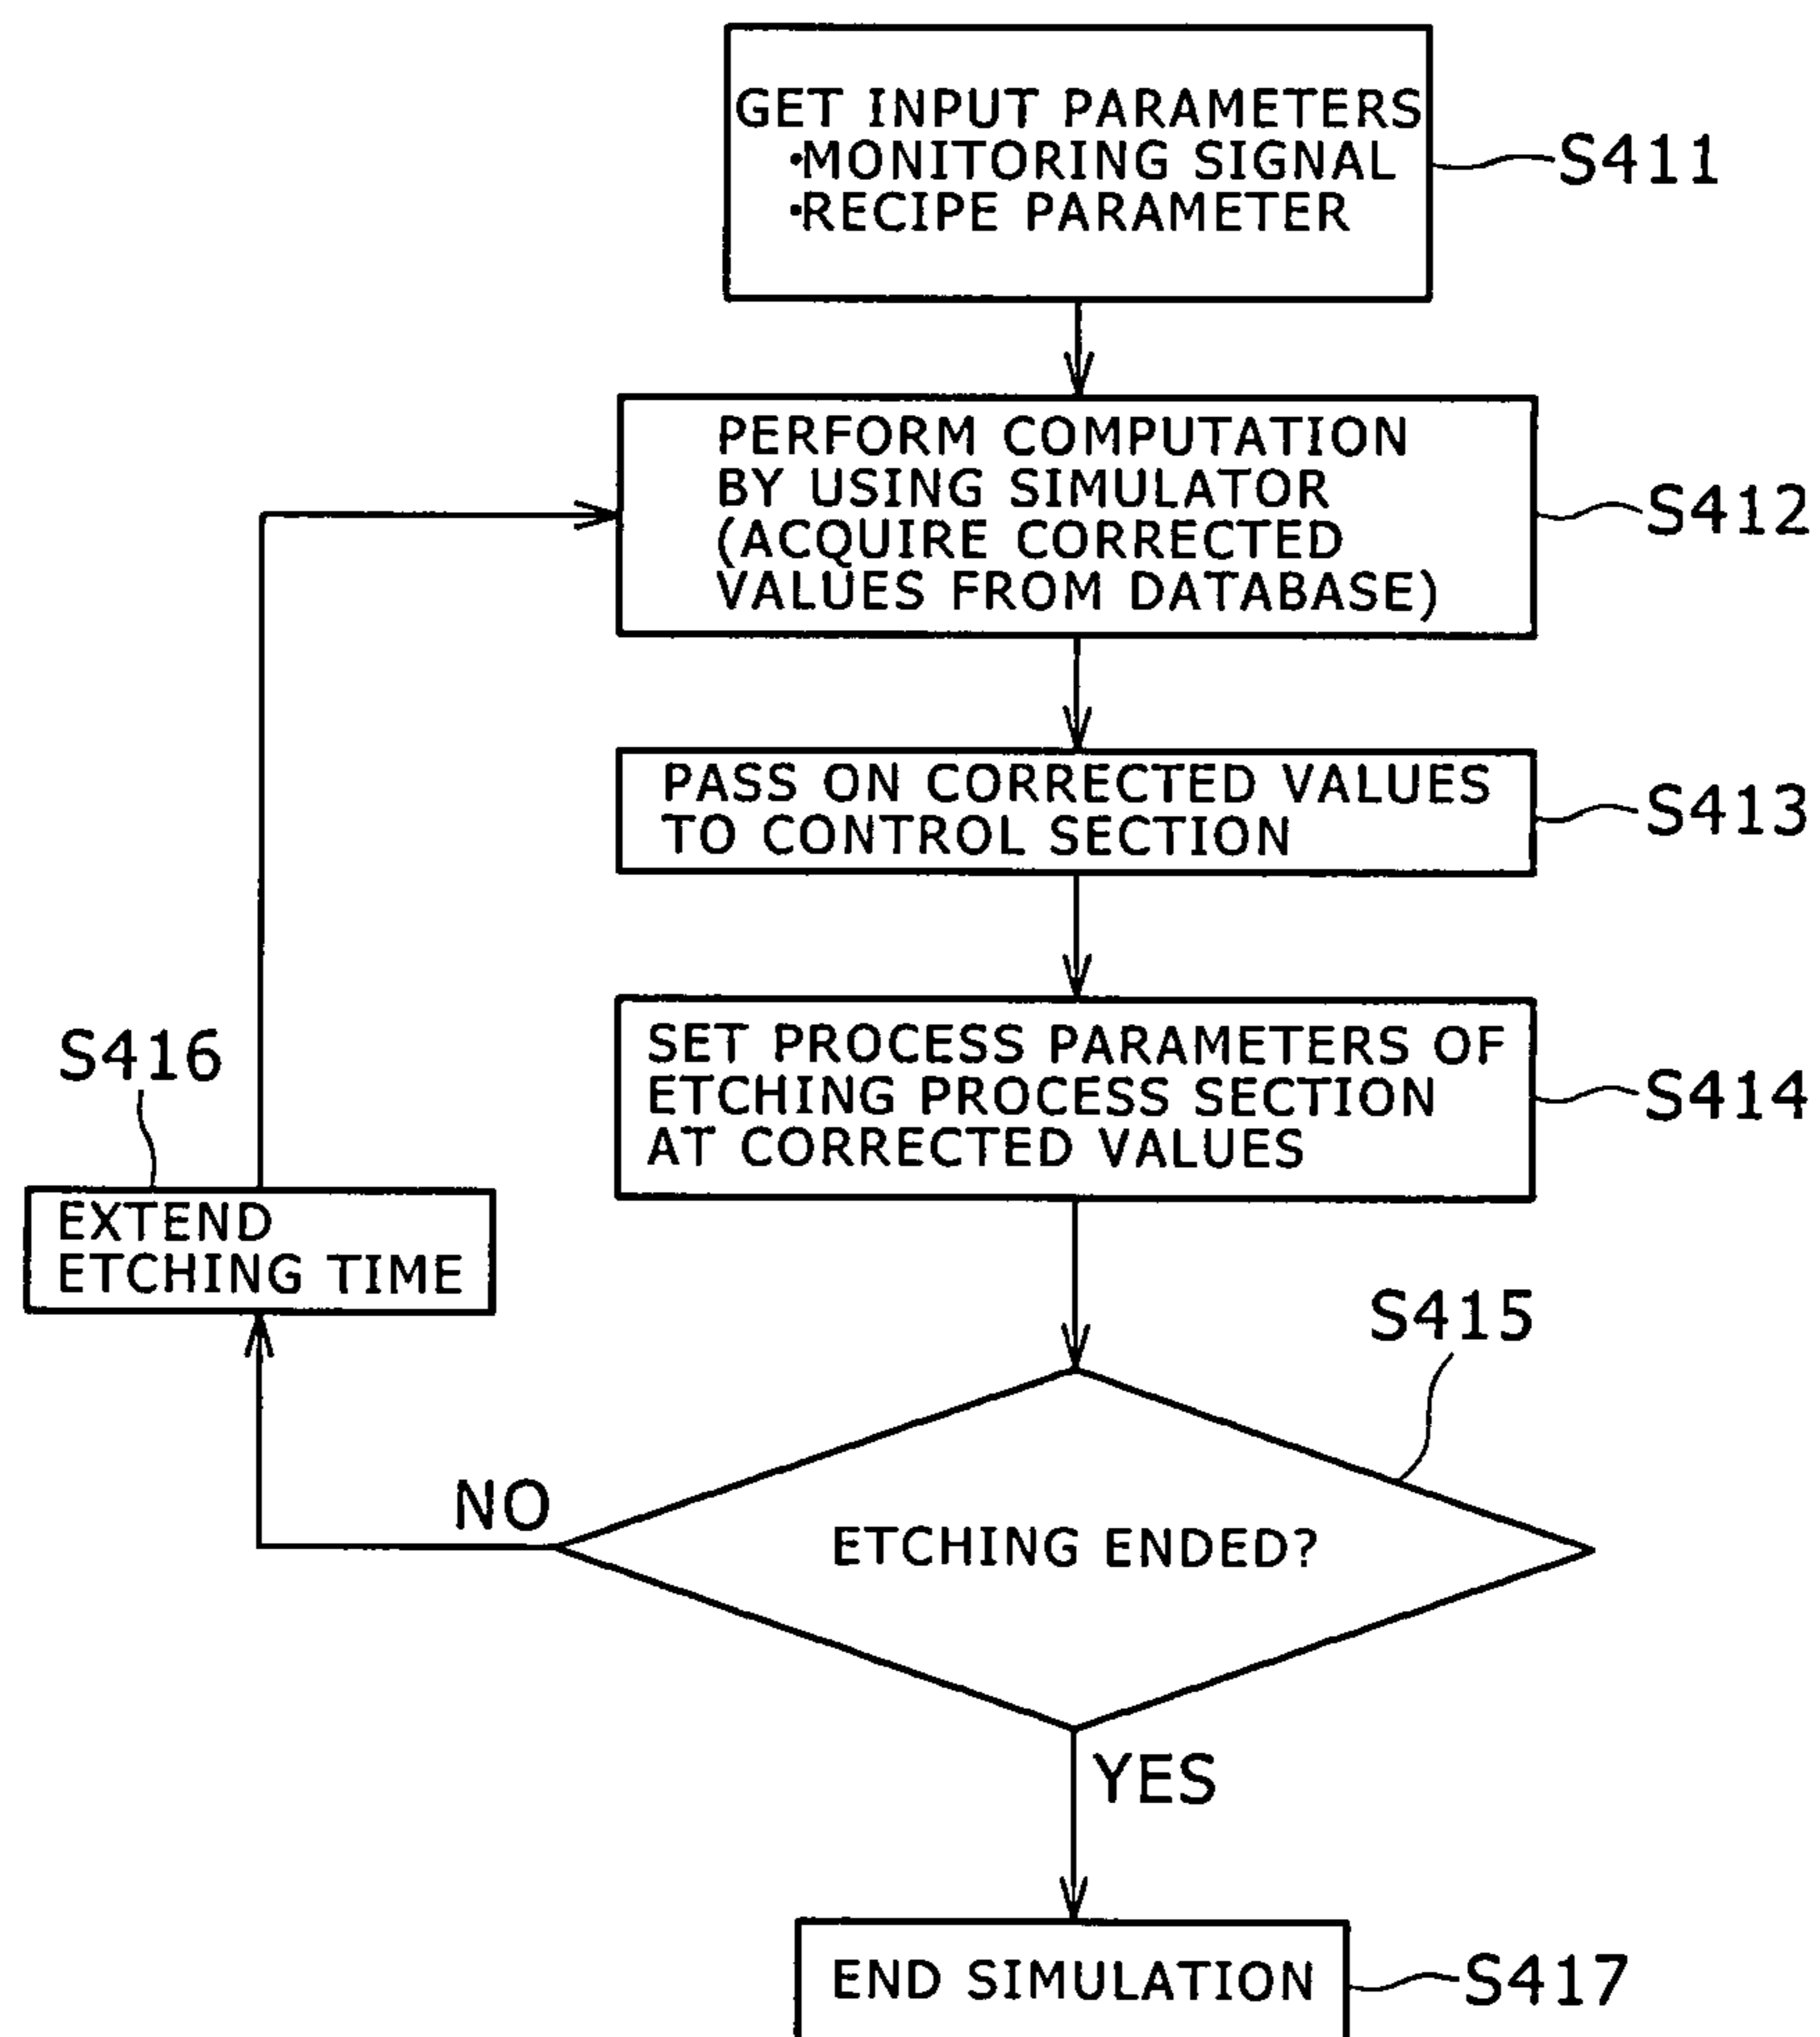 GET INPUT PARAMETERS
•MONITORING SIGNAL
•RECIPE PARAMETER
S411
PERFORM COMPUTATION
BY USING SIMULATOR
(ACQUIRE CORRECTED
VALUES FROM DATABASE)
S412
PASS ON CORRECTED VALUES
TO CONTROL SECTION
S413
SET PROCESS PARAMETERS OF
ETCHING PROCESS SECTION
AT CORRECTED VALUES
S414
S416
EXTEND
ETCHING TIME
S415
NO
ETCHING ENDED?
YES
END SIMULATION
S417